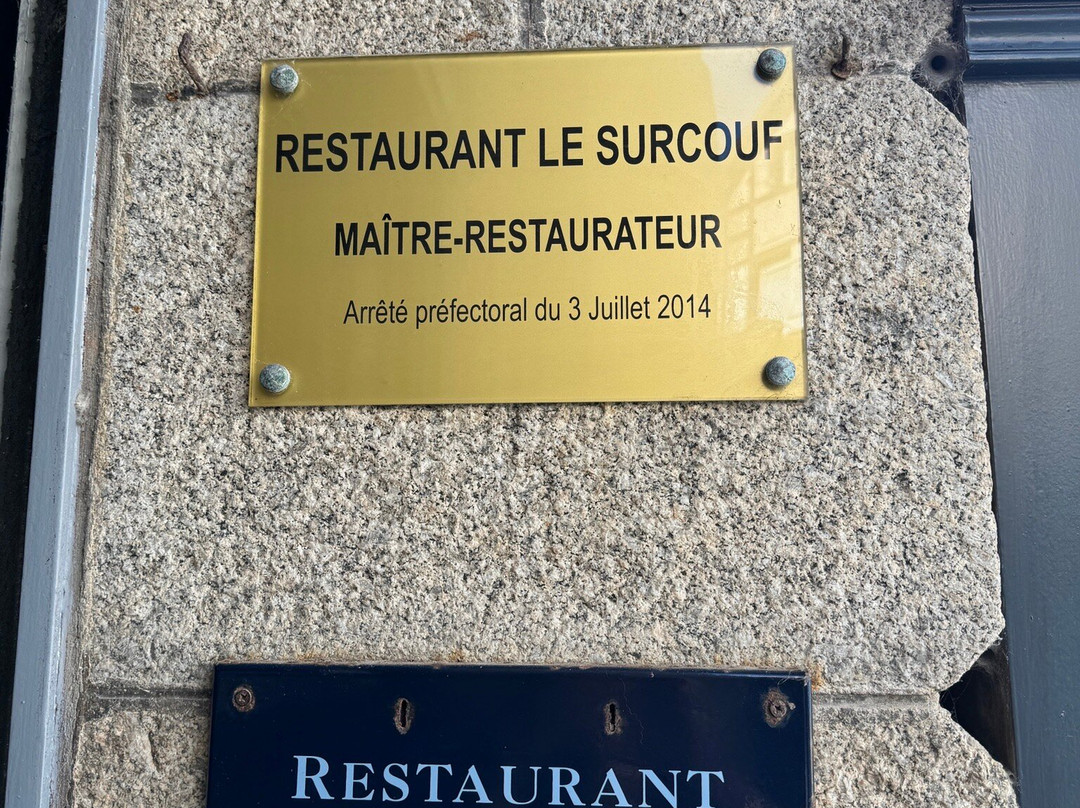 RESTAURANT LE SURCOUF
MAÎTRE-RESTAURATEUR
Arrêté préfectoral du 3 Juillet 2014
RESTAURANT